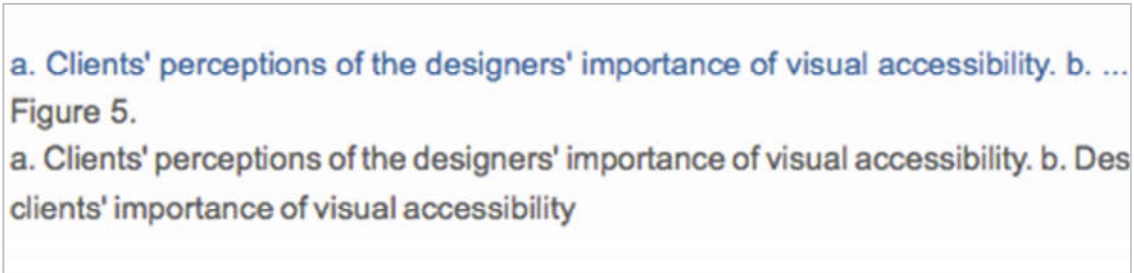 a. Clients' perceptions of the designers' importance of visual accessibility. b. ...
Figure 5.
a. Clients' perceptions of the designers' importance of visual accessibility. b. Des
clients' importance of visual accessibility